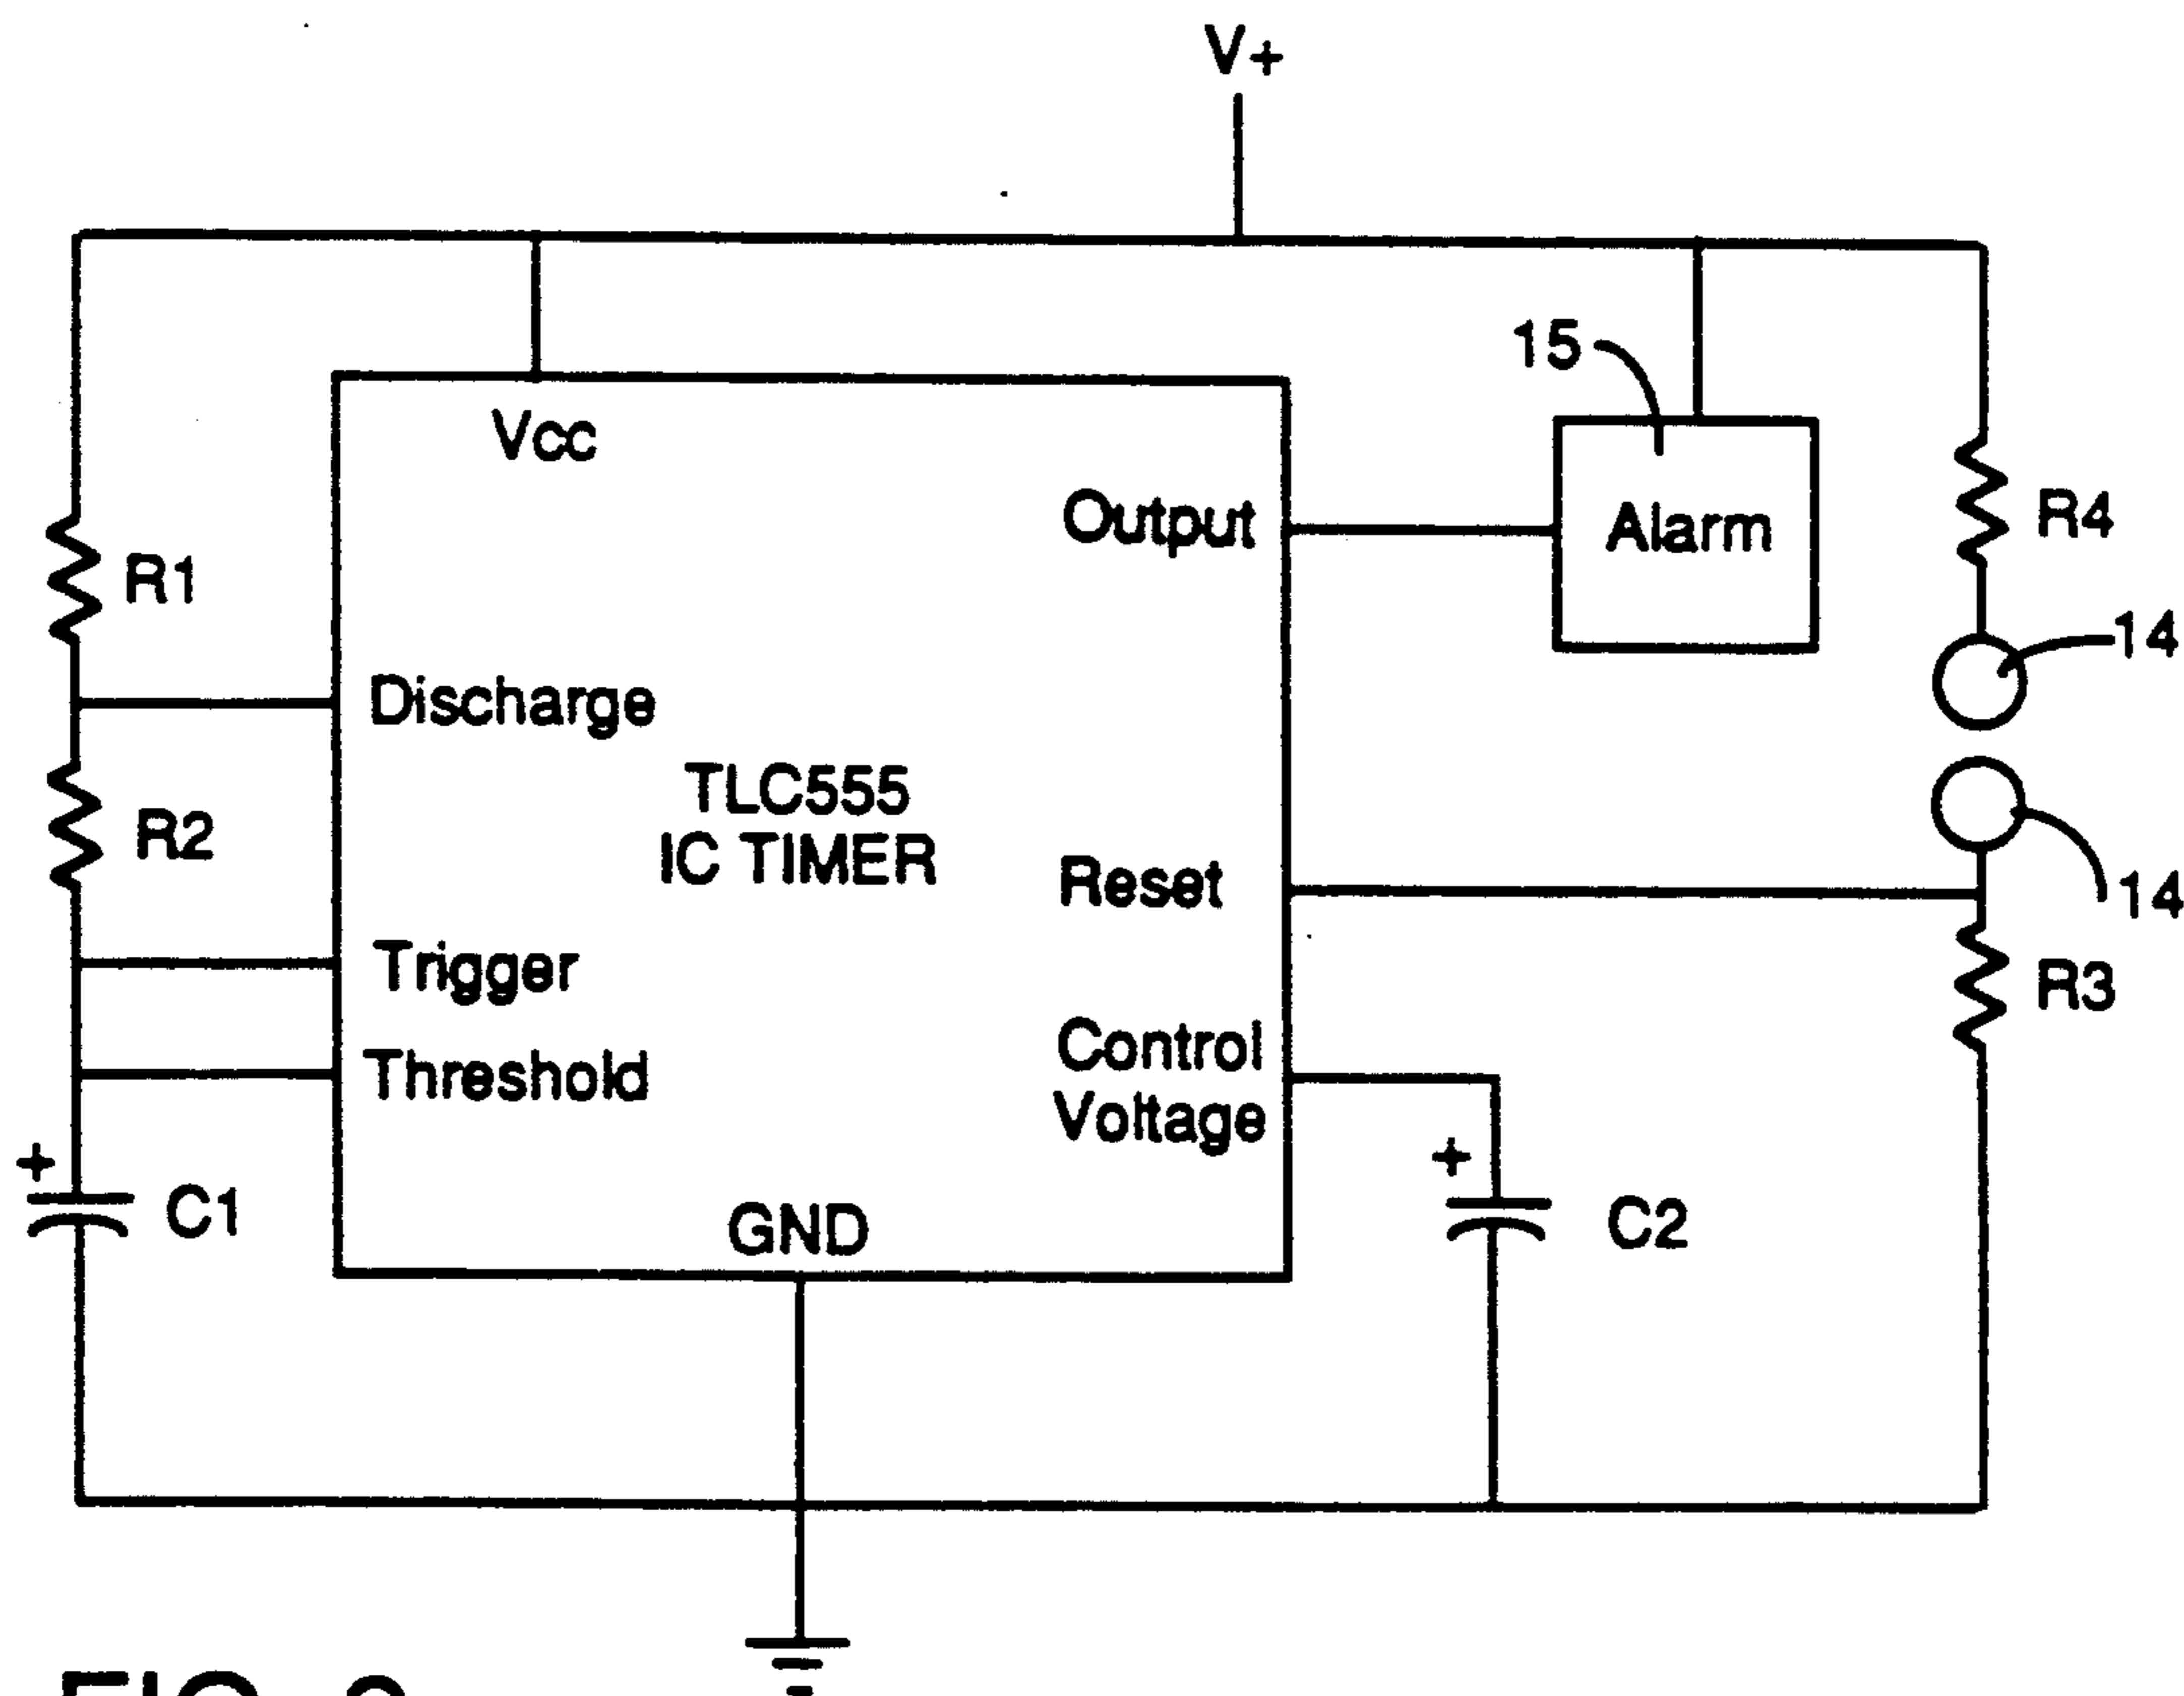 V+
15
Vcc
Output
Alarm
R4
R1
14
Discharge
TLC555
IC TIMER
R2
Reset
14
Trigger
R3
Control
Voltage
Threshold
+
+
C1
C2
GND